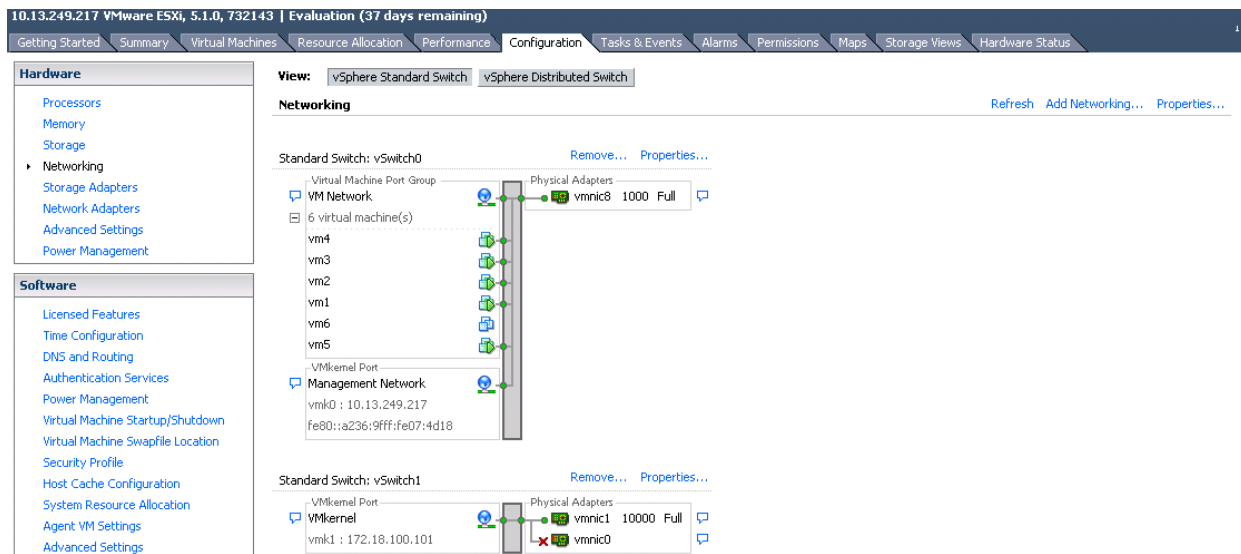 10.13.249.217 VMware ESXi, 5.1.0, 732143 | Evaluation (37 days remaining)
Getting Started Summary Virtual Machines Resource Allocation Performance Configuration Tasks & Events Alarms Permissions Maps Storage Views Hardware Status
Hardware
Processors
Memory
Storage
Networking
Storage Adapters
Network Adapters
Advanced Settings
Power Management
Software
Licensed Features
Time Configuration
DNS and Routing
Authentication Services
Power Management
Virtual Machine Startup/Shutdown
Virtual Machine Swapfile Location
Security Profile
Host Cache Configuration
System Resource Allocation
Agent VM Settings
Advanced Settings
View: vSphere Standard Switch vSphere Distributed Switch
Networking Refresh Add Networking... Properties...
Standard Switch: vSwitch0 Remove... Properties...
Virtual Machine Port Group Physical Adapters
VM Network vmnic8 1000 Full
6 virtual machine(s)
vm4
vm3
vm2
vm1
vm6
vm5
VMkernel Port
Management Network
vmk0 : 10.13.249.217
fe80::a236:9fff:fe07:4d18
Standard Switch: vSwitch1 Remove... Properties...
VMkernel Port Physical Adapters
VMkernel vmnic1 10000 Full
vmk1 : 172.18.100.101 vmnic0